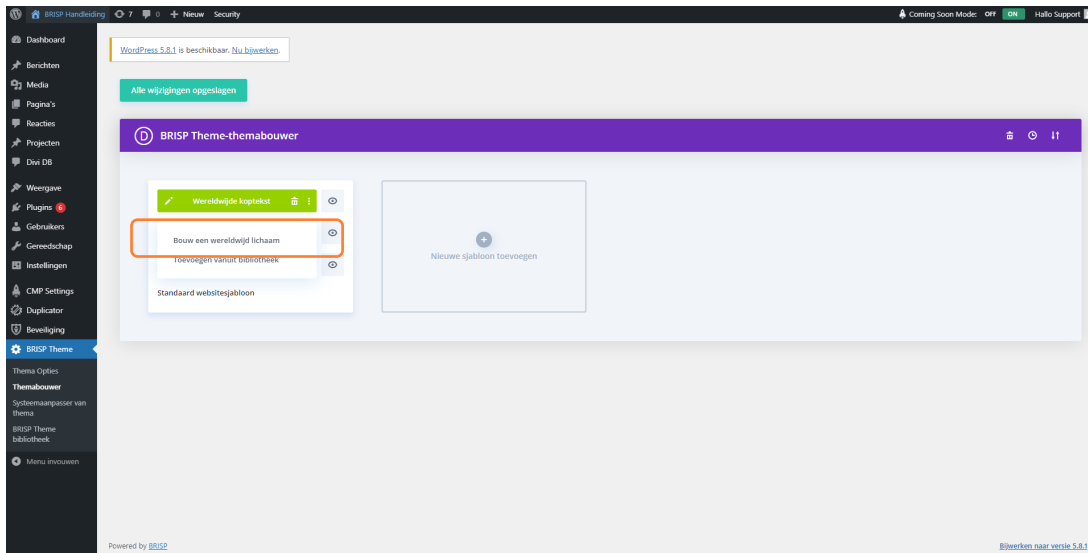 BRISP Handleiding 7 0 + Nieuw Security Coming Soon Mode: OFF ON Hallo Support
Dashboard
Berichten
Media
Pagina's
Reacties
Projecten
Divi DB
Weergave
Plugins 6
Gebruikers
Gereedschap
Instellingen
CMP Settings
Duplicator
Beveiliging
BRISP Theme
Thema Opties
Themabouwer
Systeemaanpasser van
thema
BRISP Theme
bibliotheek
Menu invouwen
WordPress 5.8.1 is beschikbaar. Nu bijwerken.
Alle wijzigingen opgeslagen
D BRISP Theme-themabouwer
Wereldwijde koptekst
Bouw een wereldwijd lichaam
Toevoegen vanuit bibliotheek
Standaard websitesjabloon
Nieuwe sjabloon toevoegen
Powered by BRISP
Bijwerken naar versie 5.8.1